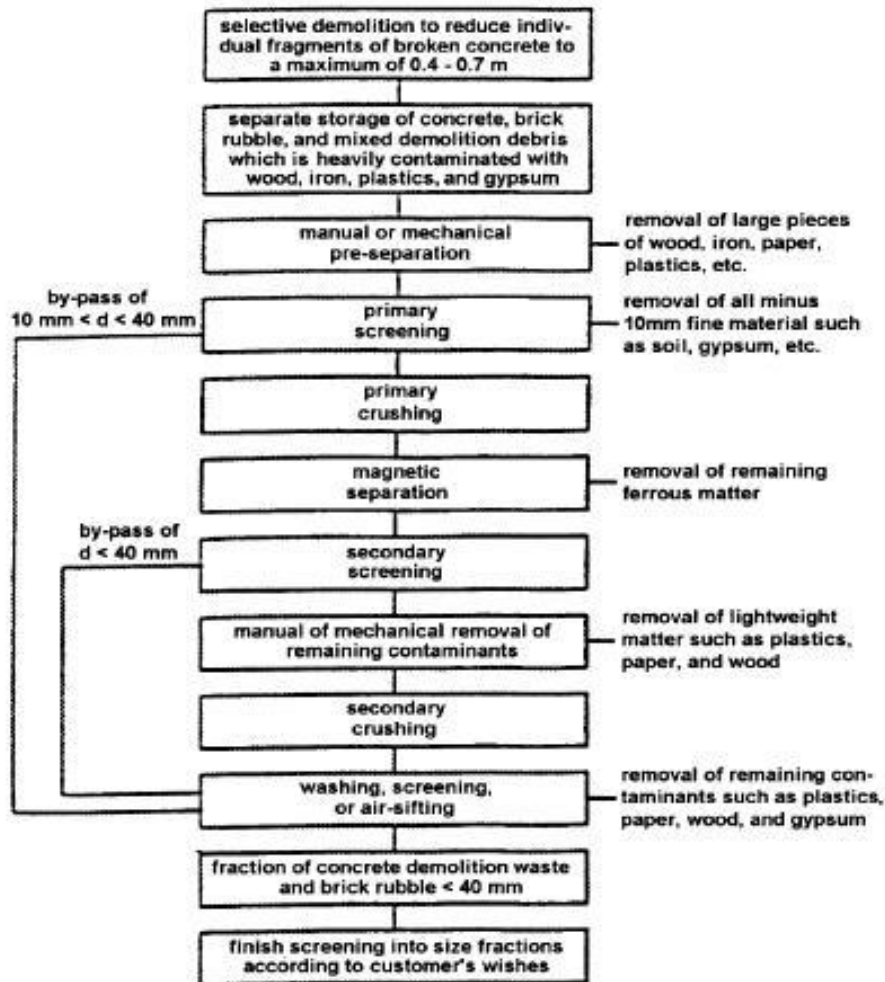 selective demolition to reduce indiv-
dual fragments of broken concrete to
a maximum of 0.4 - 0.7 m
separate storage of concrete, brick
rubble, and mixed demolition debris
which is heavily contaminated with
wood, iron, plastics, and gypsum
manual or mechanical
pre-separation
removal of large pieces
of wood, iron, paper,
plastics, etc.
by-pass of
10 mm < d < 40 mm
primary
screening
removal of all minus
10mm fine material such
as soil, gypsum, etc.
primary
crushing
magnetic
separation
removal of remaining
ferrous matter
by-pass of
d < 40 mm
secondary
screening
manual of mechanical removal of
remaining contaminants
removal of lightweight
matter such as plastics,
paper, and wood
secondary
crushing
washing, screening,
or air-sifting
removal of remaining con-
taminants such as plastics,
paper, wood, and gypsum
fraction of concrete demolition waste
and brick rubble < 40 mm
finish screening into size fractions
according to customer's wishes